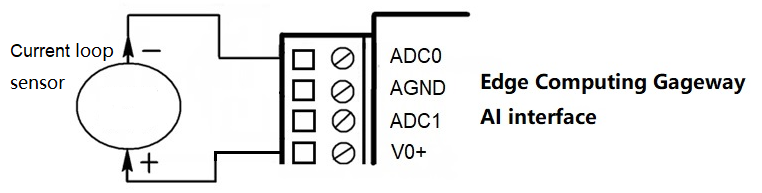 Current loop
sensor
−
+
ADC0
AGND
ADC1
V0+
Edge Computing Gageway
AI interface